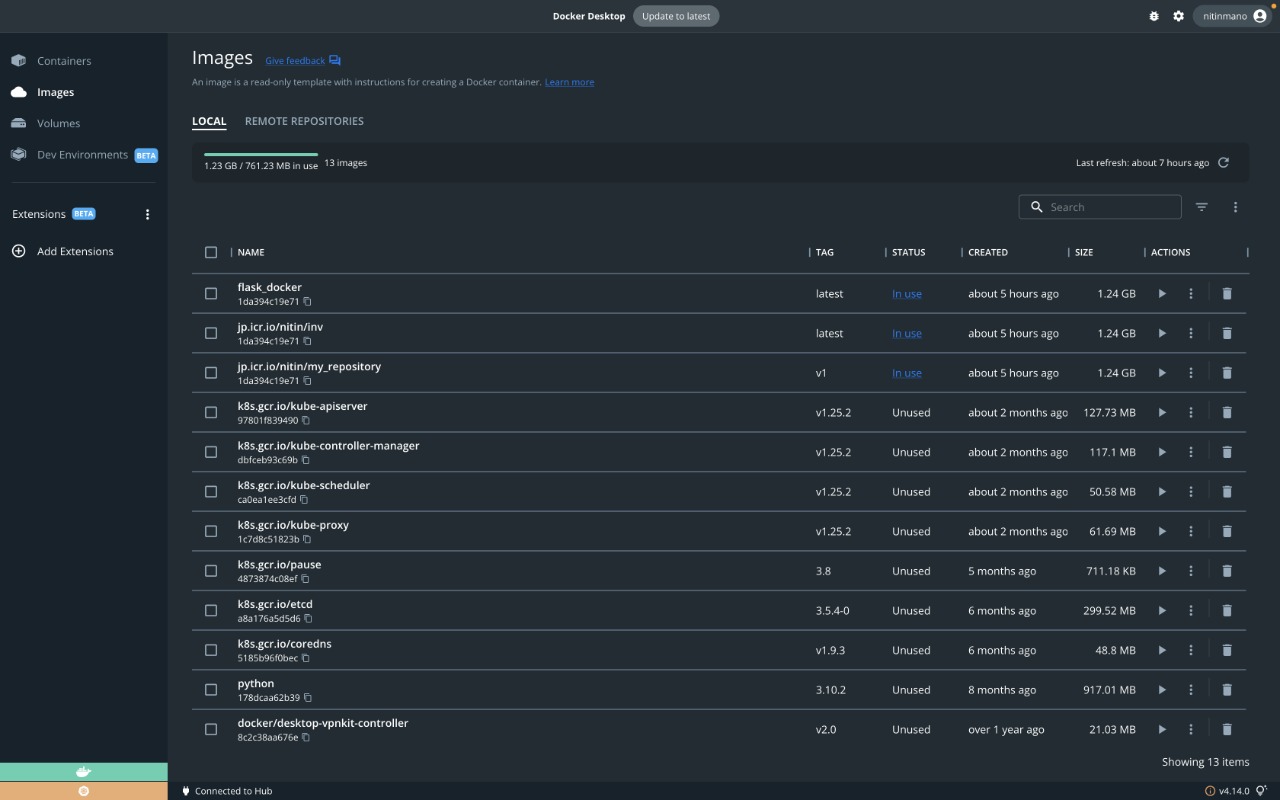 Docker Desktop Update to latest nitinmano
Containers
Images
Volumes
Dev Environments BETA
Extensions BETA
Add Extensions
Images Give feedback
An image is a read-only template with instructions for creating a Docker container. Learn more
LOCAL REMOTE REPOSITORIES
1.23 GB / 761.23 MB in use 13 images Last refresh: about 7 hours ago
Search
NAME TAG STATUS CREATED SIZE ACTIONS
flask_docker
1da394c19e71 latest In use about 5 hours ago 1.24 GB
jp.icr.io/nitin/inv
1da394c19e71 latest In use about 5 hours ago 1.24 GB
jp.icr.io/nitin/my_repository
1da394c19e71 v1 In use about 5 hours ago 1.24 GB
k8s.gcr.io/kube-apiserver
97801f839490 v1.25.2 Unused about 2 months ago 127.73 MB
k8s.gcr.io/kube-controller-manager
dbfceb93c69b v1.25.2 Unused about 2 months ago 117.1 MB
k8s.gcr.io/kube-scheduler
ca0ea1ee3cfd v1.25.2 Unused about 2 months ago 50.58 MB
k8s.gcr.io/kube-proxy
1c7d8c51823b v1.25.2 Unused about 2 months ago 61.69 MB
k8s.gcr.io/pause
4873874c08ef 3.8 Unused 5 months ago 711.18 KB
k8s.gcr.io/etcd
a8a176a5d5d6 3.5.4-0 Unused 6 months ago 299.52 MB
k8s.gcr.io/coredns
5185b96f0bec v1.9.3 Unused 6 months ago 48.8 MB
python
178dcaa62b39 3.10.2 Unused 8 months ago 917.01 MB
docker/desktop-vpnkit-controller
8c2c38aa676e v2.0 Unused over 1 year ago 21.03 MB
Showing 13 items
Connected to Hub v4.14.0